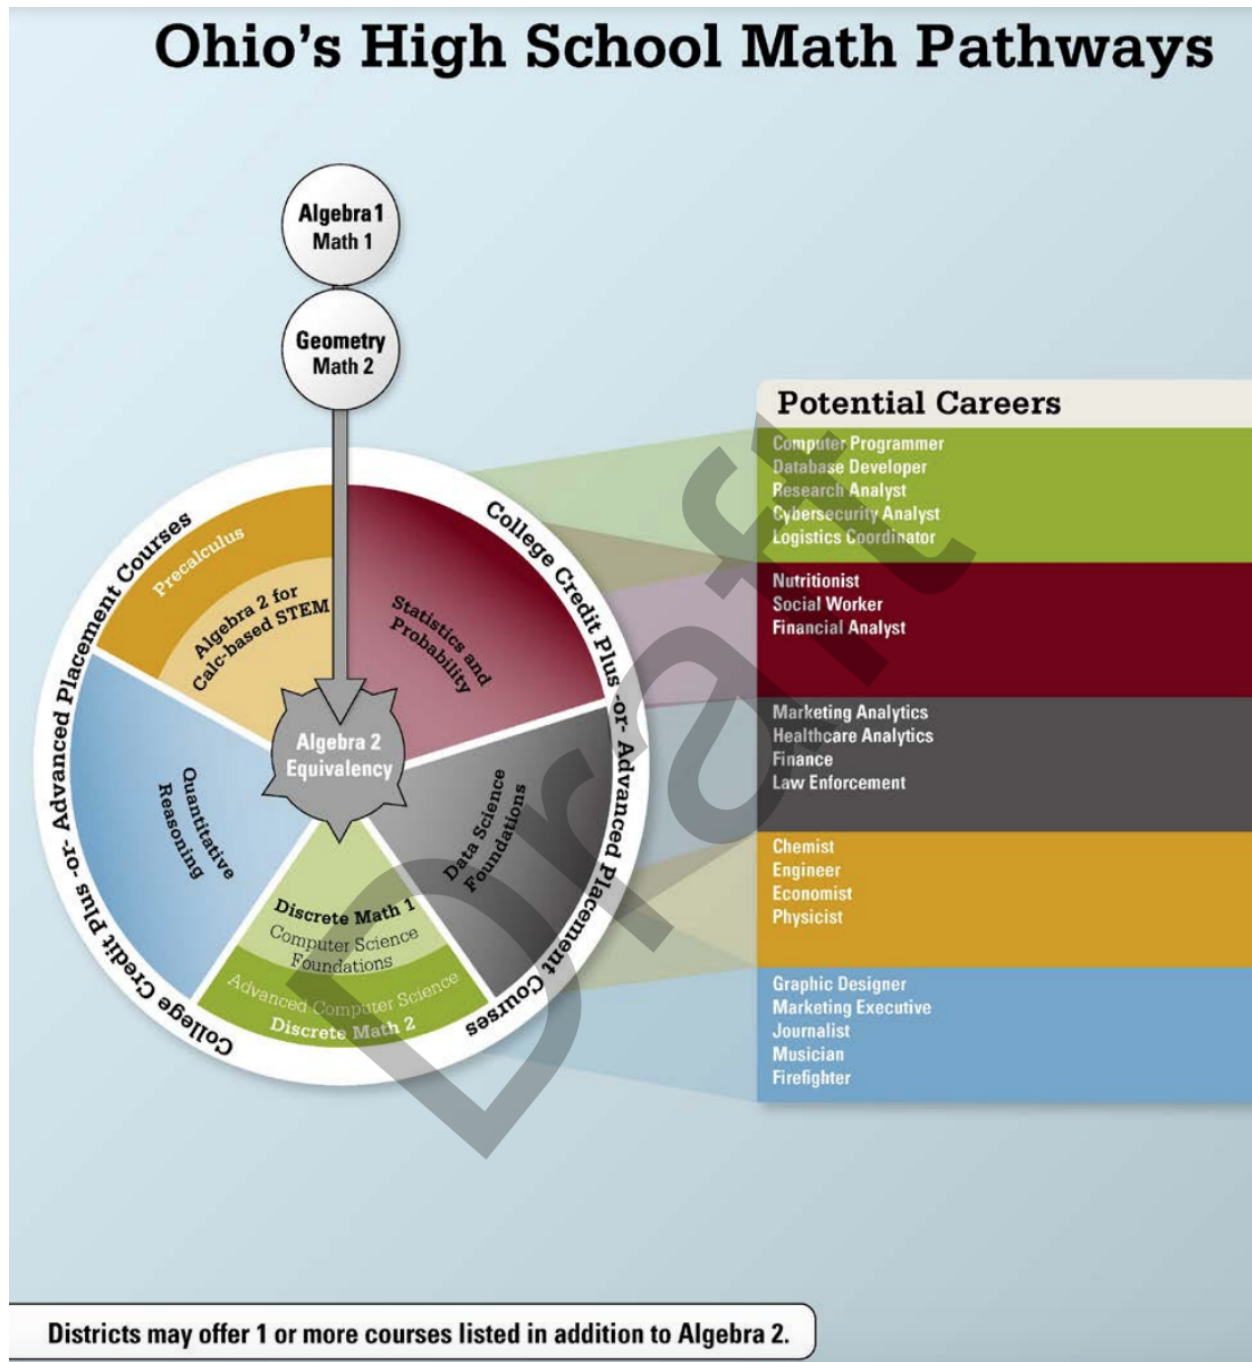 Ohio's High School Math Pathways
Algebra 1
Math 1
Geometry
Math 2
College Credit Plus -or- Advanced Placement Courses
College Credit Plus -or- Advanced Placement Courses
Precalculus
Algebra 2 for
Calc-based STEM
Statistics and
Probability
Algebra 2
Equivalency
Quantitative
Reasoning
Data Science
Foundations
Discrete Math 1
Computer Science
Foundations
Advanced Computer Science
Discrete Math 2
Potential Careers
Computer Programmer
Database Developer
Research Analyst
Cybersecurity Analyst
Logistics Coordinator
Nutritionist
Social Worker
Financial Analyst
Marketing Analytics
Healthcare Analytics
Finance
Law Enforcement
Chemist
Engineer
Economist
Physicist
Graphic Designer
Marketing Executive
Journalist
Musician
Firefighter
Draft
Districts may offer 1 or more courses listed in addition to Algebra 2.